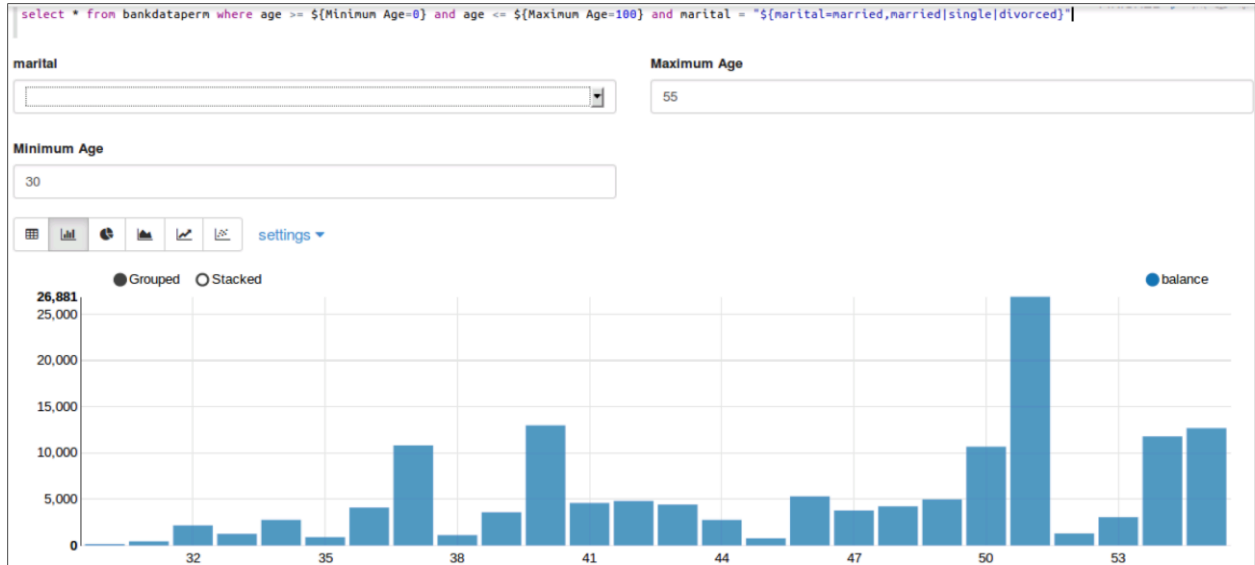 select * from bankdataperm where age >= ${Minimum Age=0} and age <= ${Maximum Age=100} and marital = "${marital=married,married|single|divorced}"
marital
Maximum Age
55
Minimum Age
30
settings
Grouped Stacked
balance
26,881
25,000
20,000
15,000
10,000
5,000
0
32 35 38 41 44 47 50 53